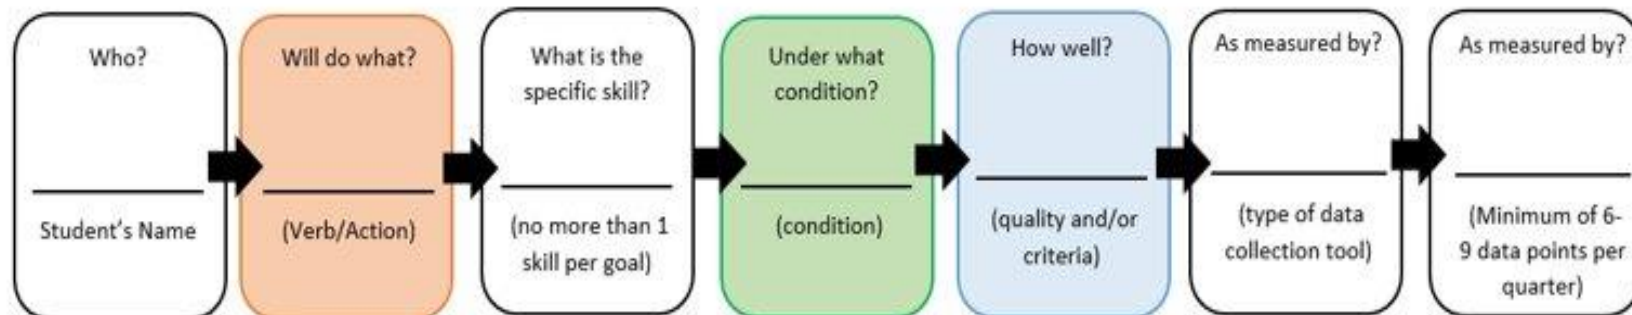 Who?
Student's Name
Will do what?
(Verb/Action)
What is the
specific skill?
(no more than 1
skill per goal)
Under what
condition?
(condition)
How well?
(quality and/or
criteria)
As measured by?
(type of data
collection tool)
As measured by?
(Minimum of 6-
9 data points per
quarter)